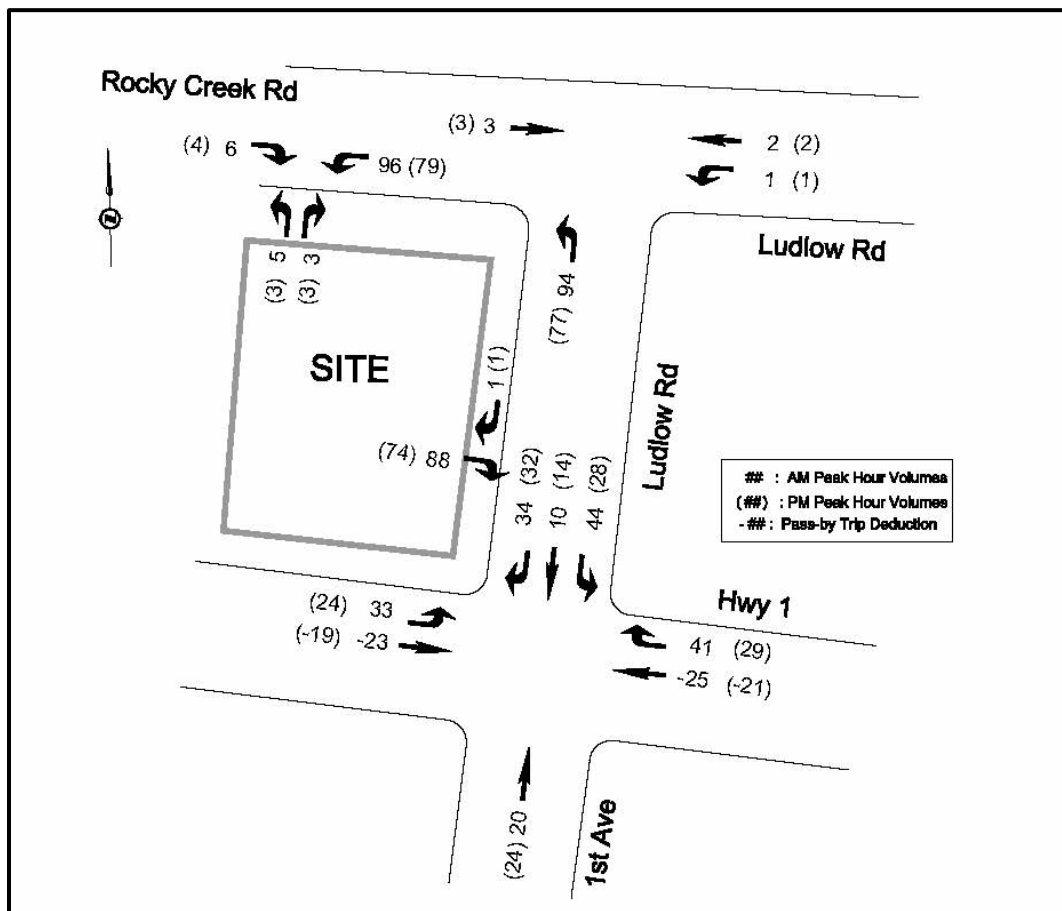 Rocky Creek Rd
(3) 3
2 (2)
(4) 6
96 (79)
1 (1)
N
Ludlow Rd
5 (3)
3 (3)
(77) 94
SITE
1 (1)
Ludlow Rd
(74) 88
34 (32)
10 (14)
44 (28)
## : AM Peak Hour Volumes
(##) : PM Peak Hour Volumes
-## : Pass-by Trip Deduction
Hwy 1
(24) 33
(-19) -23
41 (29)
-25 (-21)
(24) 20
1st Ave